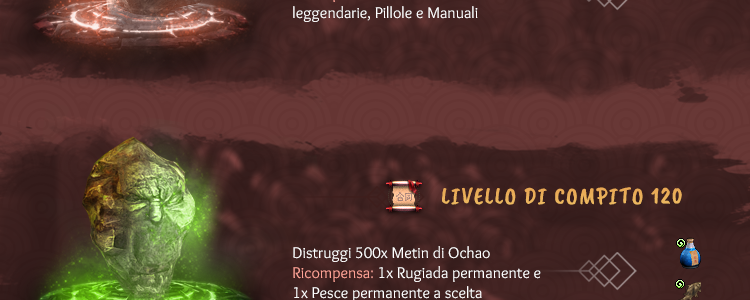 leggendarie, Pillole e Manuali
LIVELLO DI COMPITO 120
Distruggi 500x Metin di Ochao
Ricompensa: 1x Rugiada permanente e
1x Pesce permanente a scelta